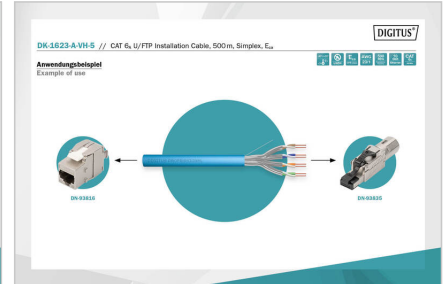 DIGITUS®
DK-1623-A-VH-5 // CAT 6A U/FTP Installation Cable, 500 m, Simplex, Eca
Anwendungsbeispiel
Example of use
DN-93816
DN-93835